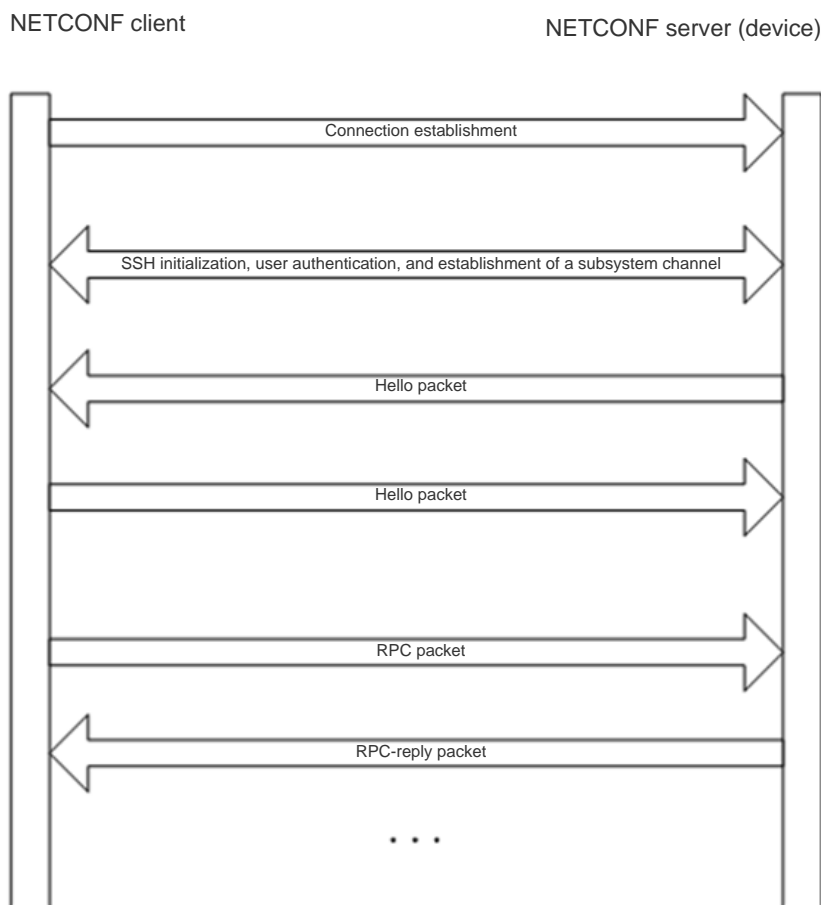 NETCONF client
NETCONF server (device)
Connection establishment
SSH initialization, user authentication, and establishment of a subsystem channel
Hello packet
Hello packet
RPC packet
RPC-reply packet
. . .